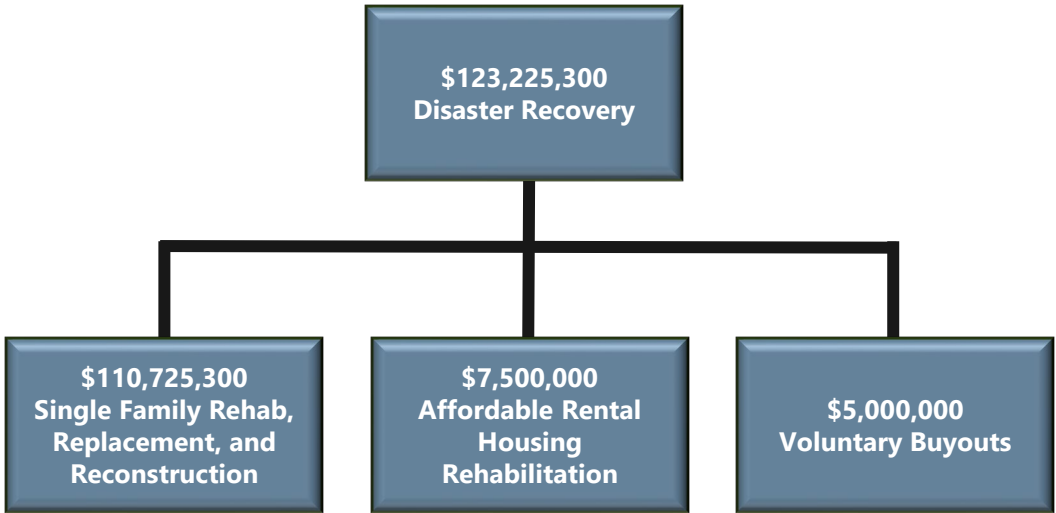 $123,225,300
Disaster Recovery
$110,725,300
Single Family Rehab,
Replacement, and
Reconstruction
$7,500,000
Affordable Rental
Housing
Rehabilitation
$5,000,000
Voluntary Buyouts